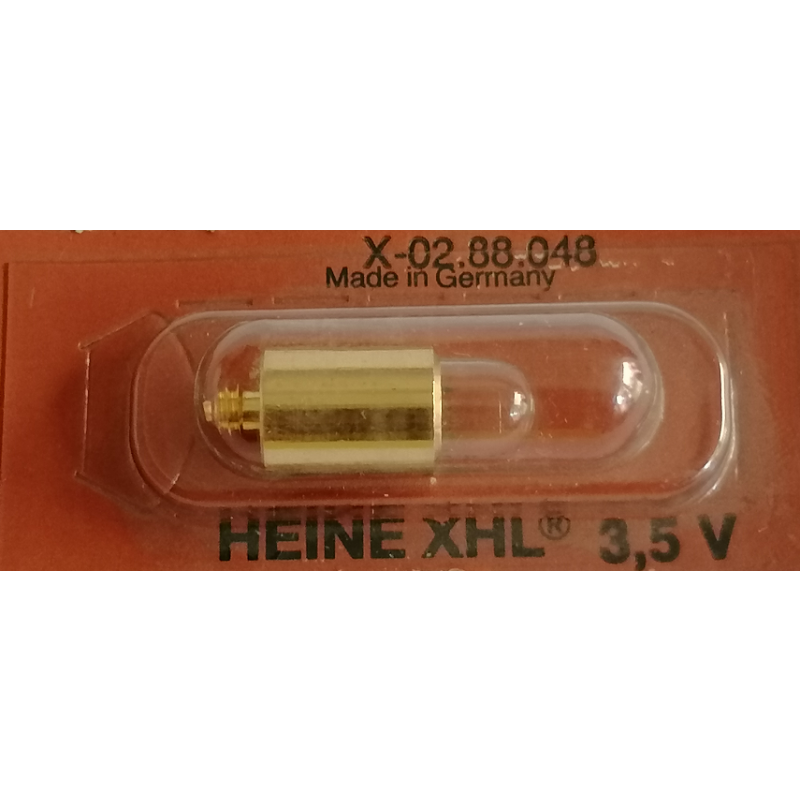 X-02.88.048
Made in Germany
HEINE XHL® 3,5 V